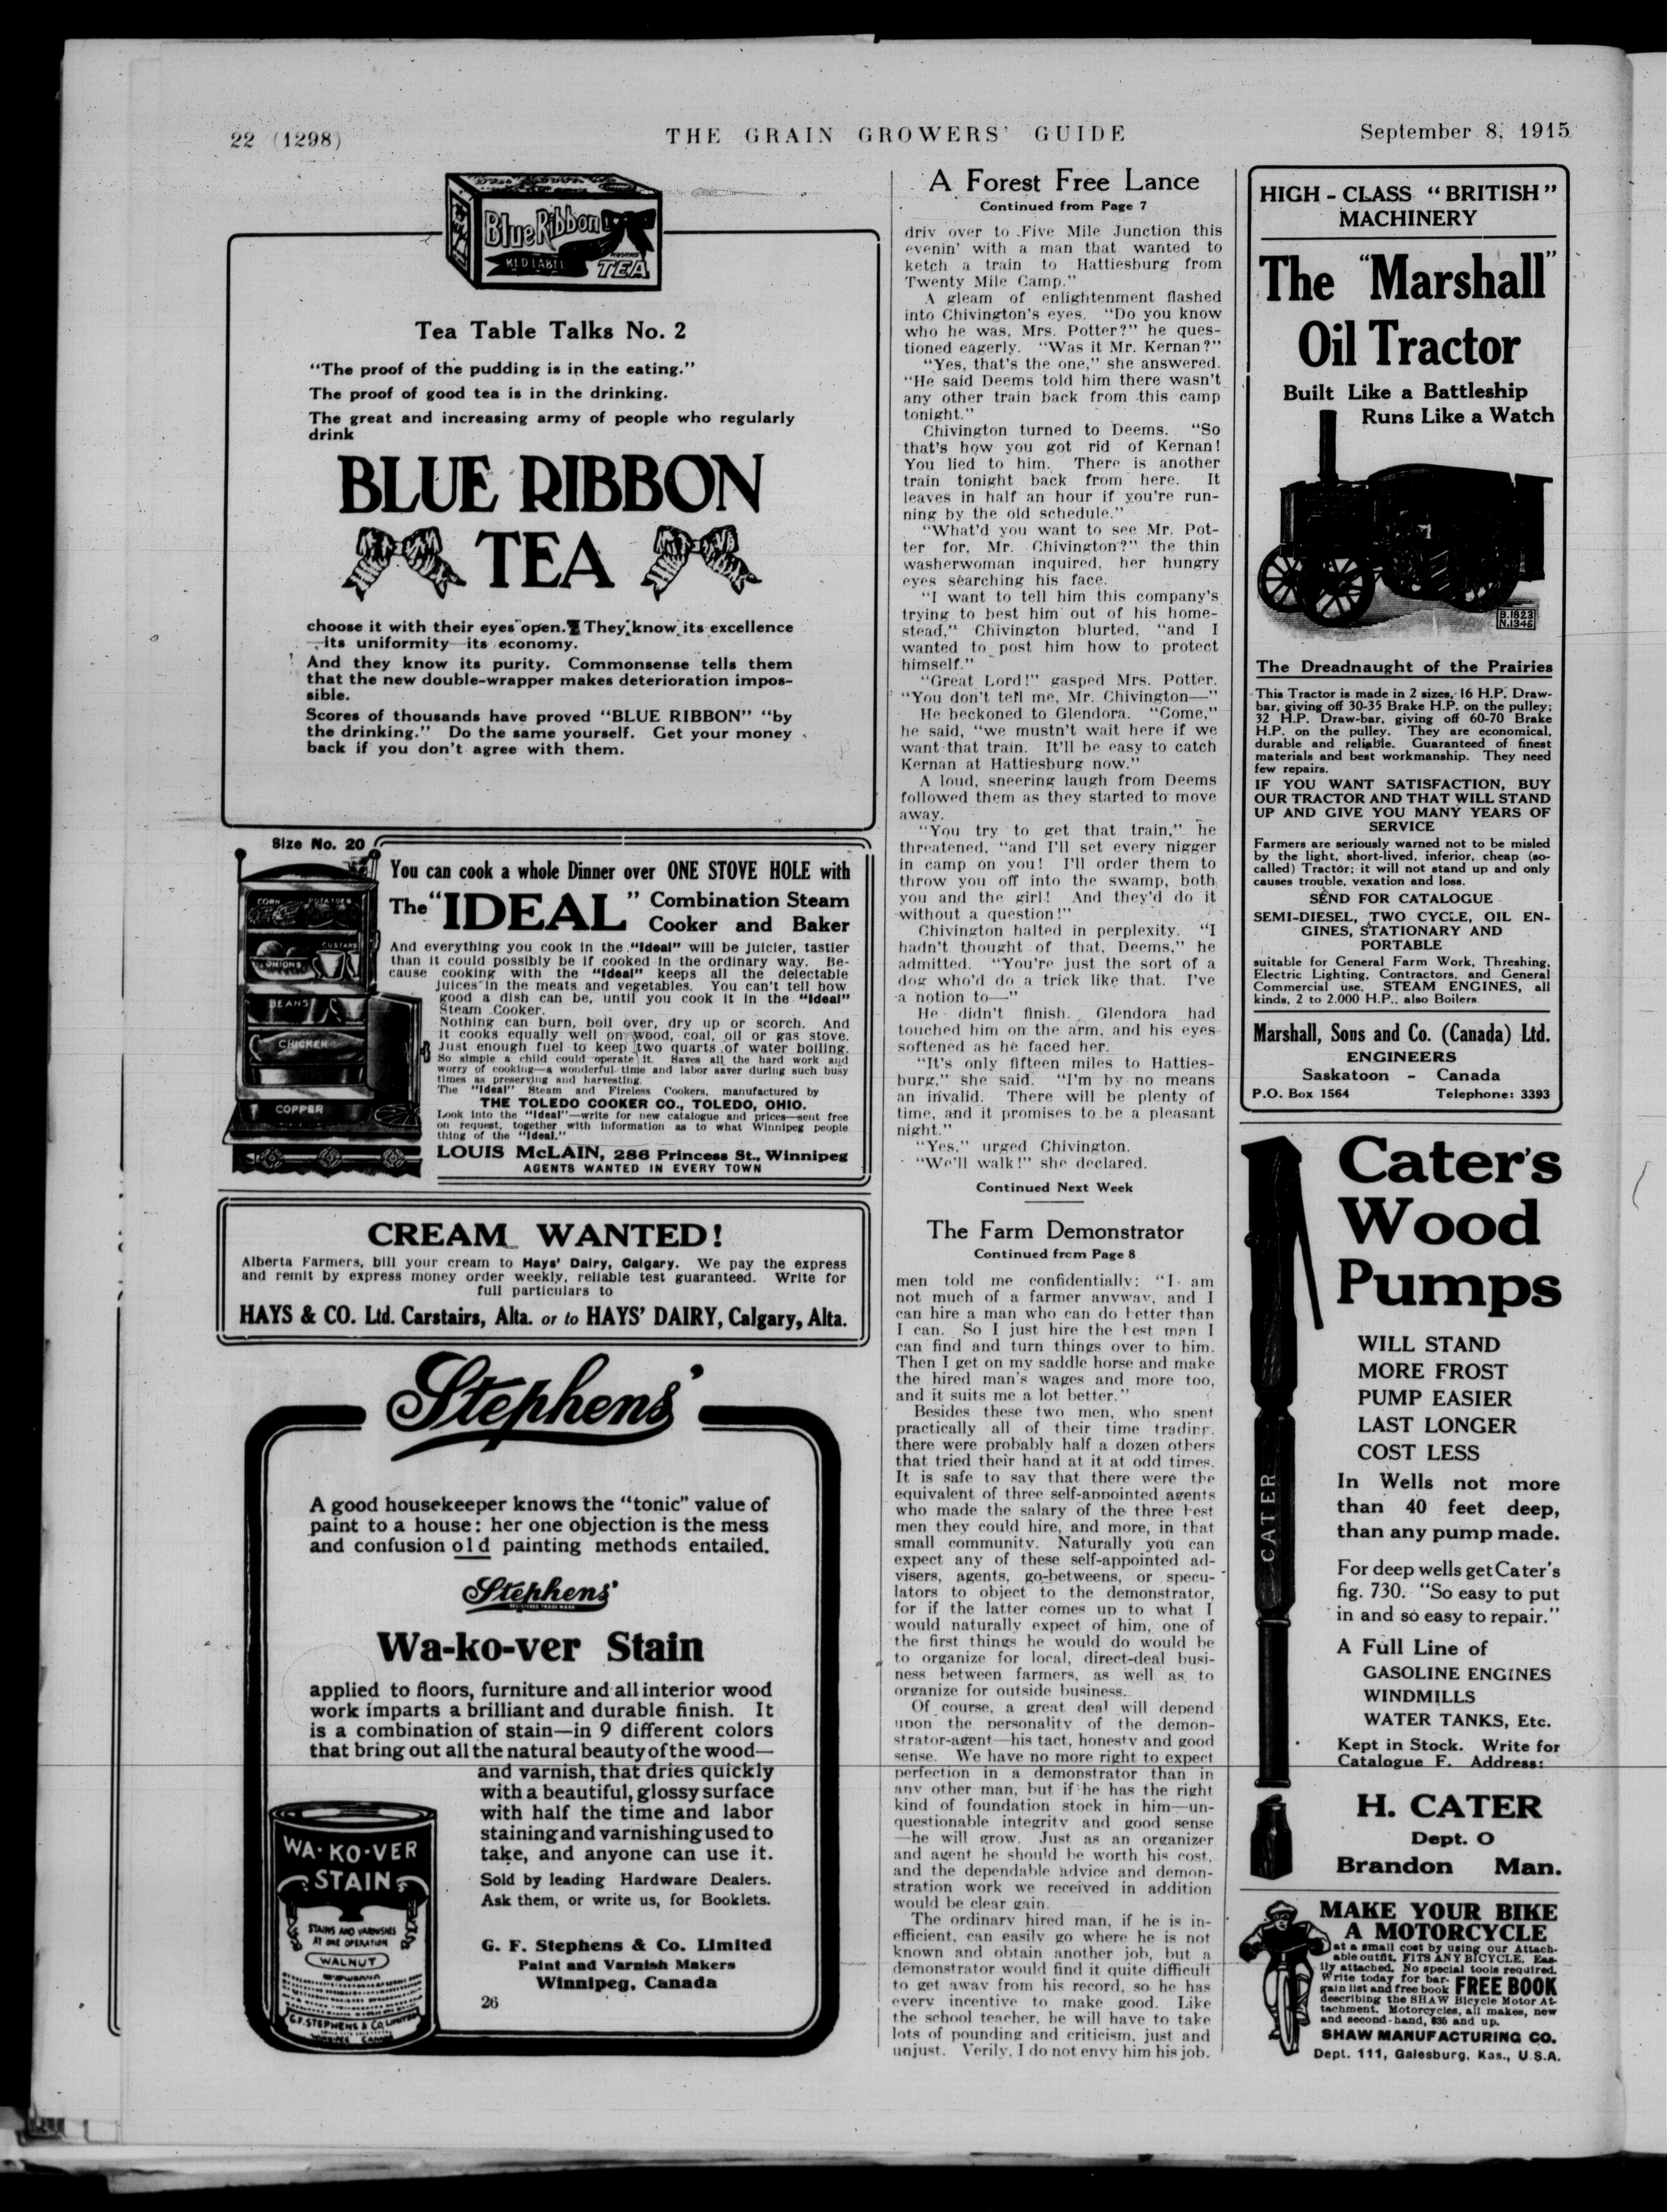 22 (1298)
THE GRAIN GROWERS' GUIDE
September 8, 1915
Blue Ribbon
RED LABEL
TEA
Tea Table Talks No. 2
"The proof of the pudding is in the eating."
The proof of good tea is in the drinking.
The great and increasing army of people who regularly
drink
BLUE RIBBON
TEA
choose it with their eyes open. They know its excellence
—its uniformity—its economy.
And they know its purity. Commonsense tells them
that the new double-wrapper makes deterioration impos-
sible.
Scores of thousands have proved "BLUE RIBBON" "by
the drinking." Do the same yourself. Get your money
back if you don't agree with them.
Size No. 20
CORN
POTATOES
CUSTARD
ONIONS
BEANS
CHICKEN
COPPER
You can cook a whole Dinner over ONE STOVE HOLE with
The "IDEAL" Combination Steam
Cooker and Baker
And everything you cook in the "Ideal" will be juicier, tastier
than it could possibly be if cooked in the ordinary way. Be-
cause cooking with the "Ideal" keeps all the delectable
juices in the meats and vegetables. You can't tell how
good a dish can be, until you cook it in the "Ideal"
Steam Cooker.
Nothing can burn, boil over, dry up or scorch. And
it cooks equally well on wood, coal, oil or gas stove.
Just enough fuel to keep two quarts of water boiling.
So simple a child could operate it. Saves all the hard work and
worry of cooking—a wonderful time and labor saver during such busy
times as preserving and harvesting.
The "Ideal" Steam and Fireless Cookers, manufactured by
THE TOLEDO COOKER CO., TOLEDO, OHIO.
Look into the "Ideal"—write for new catalogue and prices—sent free
on request, together with information as to what Winnipeg people
thing of the "Ideal."
LOUIS McLAIN, 286 Princess St., Winnipeg
AGENTS WANTED IN EVERY TOWN
CREAM WANTED!
Alberta Farmers, bill your cream to Hays' Dairy, Calgary. We pay the express
and remit by express money order weekly, reliable test guaranteed. Write for
full particulars to
HAYS & CO. Ltd. Carstairs, Alta. or to HAYS' DAIRY, Calgary, Alta.
Stephens'
A good housekeeper knows the "tonic" value of
paint to a house: her one objection is the mess
and confusion old painting methods entailed.
Stephens'
REGISTERED TRADE MARK
Wa-ko-ver Stain
applied to floors, furniture and all interior wood
work imparts a brilliant and durable finish. It
is a combination of stain—in 9 different colors
that bring out all the natural beauty of the wood—
and varnish, that dries quickly
with a beautiful, glossy surface
with half the time and labor
staining and varnishing used to
take, and anyone can use it.
Sold by leading Hardware Dealers.
Ask them, or write us, for Booklets.
G. F. Stephens & Co. Limited
Paint and Varnish Makers
Winnipeg, Canada
26
WA-KO-VER
STAIN
STAINS AND VARNISHES
AT ONE OPERATION
WALNUT
G.F. STEPHENS & CO. LIMITED
A Forest Free Lance
Continued from Page 7
driv over to Five Mile Junction this
evenin' with a man that wanted to
ketch a train to Hattiesburg from
Twenty Mile Camp."
A gleam of enlightenment flashed
into Chivington's eyes. "Do you know
who he was, Mrs. Potter?" he ques-
tioned eagerly. "Was it Mr. Kernan?"
"Yes, that's the one," she answered.
"He said Deems told him there wasn't
any other train back from this camp
tonight."
Chivington turned to Deems. "So
that's how you got rid of Kernan!
You lied to him. There is another
train tonight back from here. It
leaves in half an hour if you're run-
ning by the old schedule."
"What'd you want to see Mr. Pot-
ter for, Mr. Chivington?" the thin
washerwoman inquired, her hungry
eyes searching his face.
"I want to tell him this company's
trying to best him out of his home-
stead," Chivington blurted, "and I
wanted to post him how to protect
himself."
"Great Lord!" gasped Mrs. Potter.
"You don't tell me, Mr. Chivington—"
He beckoned to Glendora. "Come,"
he said, "we mustn't wait here if we
want that train. It'll be easy to catch
Kernan at Hattiesburg now."
A loud, sneering laugh from Deems
followed them as they started to move
away.
"You try to get that train," he
threatened, "and I'll set every nigger
in camp on you! I'll order them to
throw you off into the swamp, both
you and the girl! And they'd do it
without a question!"
Chivington halted in perplexity. "I
hadn't thought of that, Deems," he
admitted. "You're just the sort of a
dog who'd do a trick like that. I've
a notion to—"
He didn't finish. Glendora had
touched him on the arm, and his eyes
softened as he faced her.
"It's only fifteen miles to Hatties-
burg," she said. "I'm by no means
an invalid. There will be plenty of
time, and it promises to be a pleasant
night."
"Yes," urged Chivington.
"We'll walk!" she declared.
Continued Next Week
The Farm Demonstrator
Continued from Page 8
men told me confidentially: "I am
not much of a farmer anyway, and I
can hire a man who can do better than
I can. So I just hire the best man I
can find and turn things over to him.
Then I get on my saddle horse and make
the hired man's wages and more too,
and it suits me a lot better."
Besides these two men, who spent
practically all of their time trading,
there were probably half a dozen others
that tried their hand at it at odd times.
It is safe to say that there were the
equivalent of three self-appointed agents
who made the salary of the three best
men they could hire, and more, in that
small community. Naturally you can
expect any of these self-appointed ad-
visers, agents, go-betweens, or specu-
lators to object to the demonstrator,
for if the latter comes up to what I
would naturally expect of him, one of
the first things he would do would be
to organize for local, direct-deal busi-
ness between farmers, as well as to
organize for outside business.
Of course, a great deal will depend
upon the personality of the demon-
strator-agent—his tact, honesty and good
sense. We have no more right to expect
perfection in a demonstrator than in
any other man, but if he has the right
kind of foundation stock in him—un-
questionable integrity and good sense
—he will grow. Just as an organizer
and agent he should be worth his cost,
and the dependable advice and demon-
stration work we received in addition
would be clear gain.
The ordinary hired man, if he is in-
efficient, can easily go where he is not
known and obtain another job, but a
demonstrator would find it quite difficult
to get away from his record, so he has
every incentive to make good. Like
the school teacher, he will have to take
lots of pounding and criticism, just and
unjust. Verily, I do not envy him his job.
HIGH-CLASS "BRITISH"
MACHINERY
The "Marshall"
Oil Tractor
Built Like a Battleship
Runs Like a Watch
B.1823
N.1346
The Dreadnaught of the Prairies
This Tractor is made in 2 sizes, 16 H.P. Draw-
bar, giving off 30-35 Brake H.P. on the pulley;
32 H.P. Draw-bar, giving off 60-70 Brake
H.P. on the pulley. They are economical,
durable and reliable. Guaranteed of finest
materials and best workmanship. They need
few repairs.
IF YOU WANT SATISFACTION, BUY
OUR TRACTOR AND THAT WILL STAND
UP AND GIVE YOU MANY YEARS OF
SERVICE
Farmers are seriously warned not to be misled
by the light, short-lived, inferior, cheap (so-
called) Tractor; it will not stand up and only
causes trouble, vexation and loss.
SEND FOR CATALOGUE
SEMI-DIESEL, TWO CYCLE, OIL EN-
GINES, STATIONARY AND
PORTABLE
suitable for General Farm Work, Threshing,
Electric Lighting, Contractors, and General
Commercial use. STEAM ENGINES, all
kinds, 2 to 2,000 H.P., also Boilers
Marshall, Sons and Co. (Canada) Ltd.
ENGINEERS
Saskatoon - Canada
P.O. Box 1564 Telephone: 3393
CATER
Cater's
Wood
Pumps
WILL STAND
MORE FROST
PUMP EASIER
LAST LONGER
COST LESS
In Wells not more
than 40 feet deep,
than any pump made.
For deep wells get Cater's
fig. 730. "So easy to put
in and so easy to repair."
A Full Line of
GASOLINE ENGINES
WINDMILLS
WATER TANKS, Etc.
Kept in Stock. Write for
Catalogue F. Address:
H. CATER
Dept. O
Brandon Man.
MAKE YOUR BIKE
A MOTORCYCLE
at a small cost by using our Attach-
able outfit. FITS ANY BICYCLE. Eas-
ily attached. No special tools required.
Write today for bar-
gain list and free book FREE BOOK
describing the SHAW Bicycle Motor At-
tachment. Motorcycles, all makes, new
and second-hand, $35 and up.
SHAW MANUFACTURING CO.
Dept. 111, Galesburg, Kas., U.S.A.